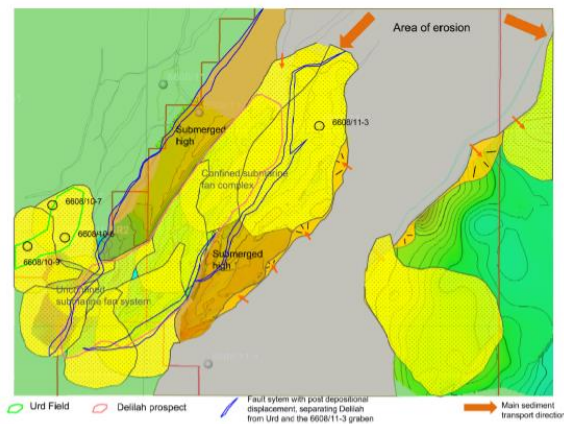 Area of erosion
6608/11-3
Submerged
high
Confined submarine
fan complex
6608/10-7
6608/10-8
6608/10-9
Submerged
high
Unconfined
submarine fan system
Urd Field
Delilah prospect
Fault sytem with post depositional
displacement, separating Delilah
from Urd and the 6608/11-3 graben
Main sediment
transport direction